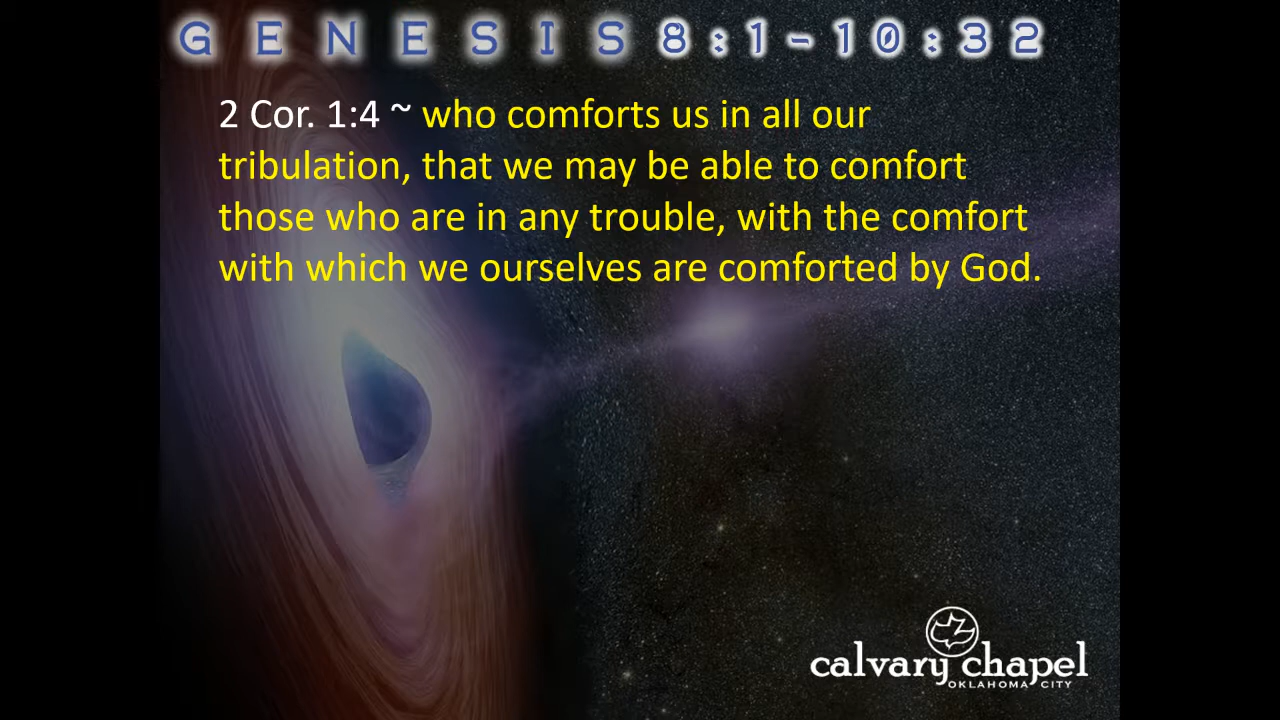 GENESIS 8:1-10:32
2 Cor. 1:4 ~ who comforts us in all our
tribulation, that we may be able to comfort
those who are in any trouble, with the comfort
with which we ourselves are comforted by God.
calvary chapel
OKLAHOMA CITY